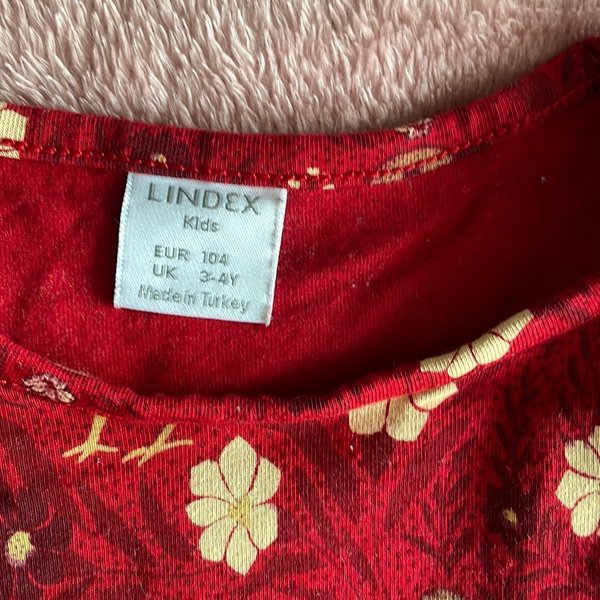 LINDEX
Kids
EUR 104
UK 3-4Y
Made in Turkey